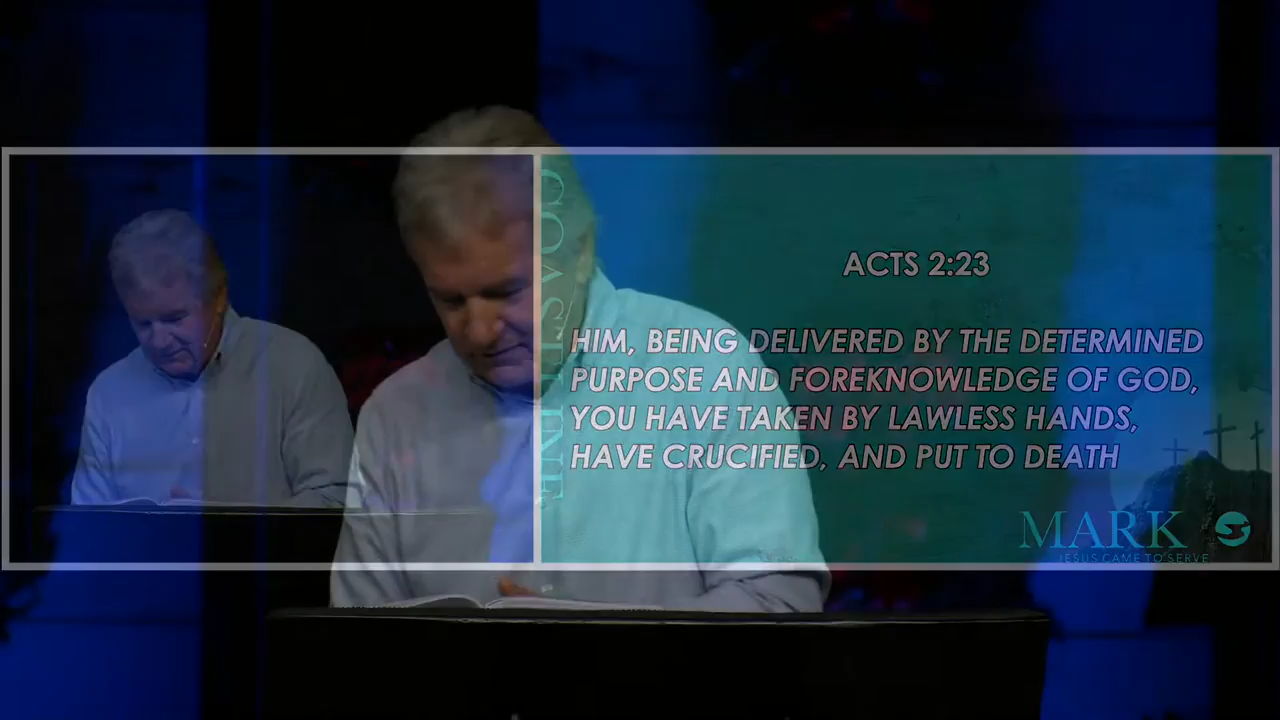 COASTLINE
ACTS 2:23
HIM, BEING DELIVERED BY THE DETERMINED
PURPOSE AND FOREKNOWLEDGE OF GOD,
YOU HAVE TAKEN BY LAWLESS HANDS,
HAVE CRUCIFIED, AND PUT TO DEATH
MARK
JESUS CAME TO SERVE